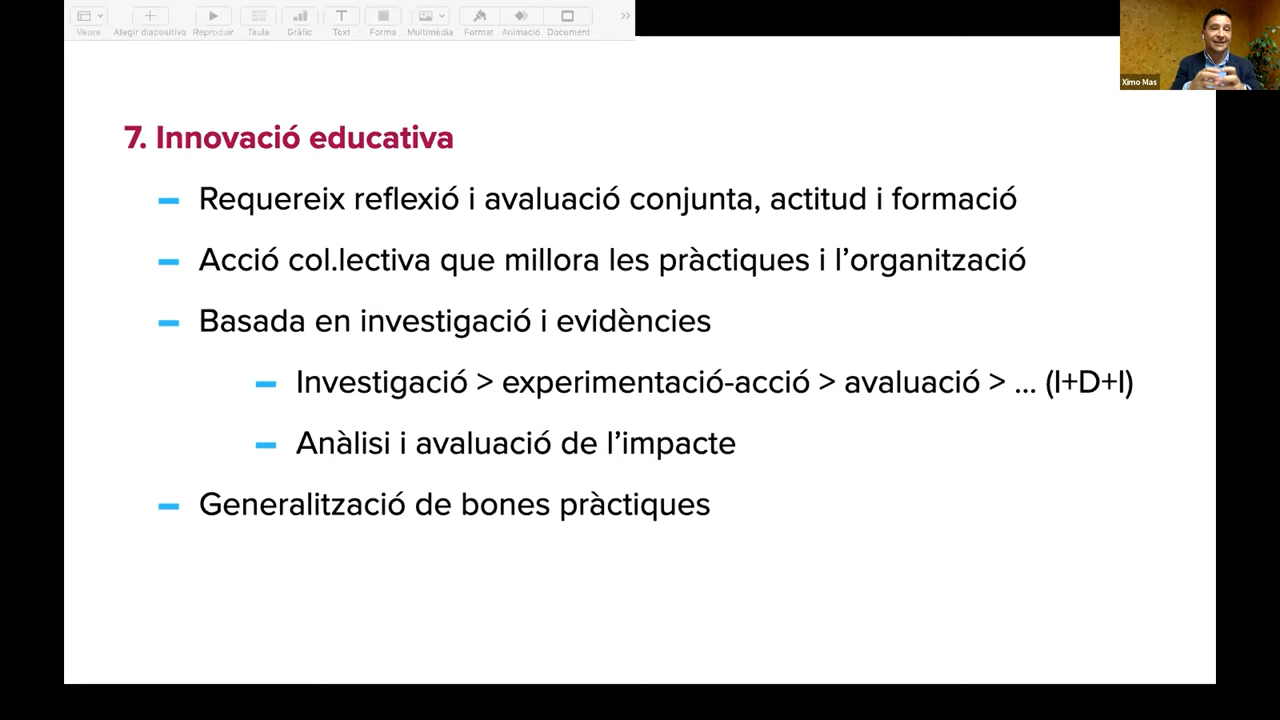 Veure Afegir diapositiva Reproduir Taula Gràfic Text Forma Multimèdia Format Animació Document
Ximo Mas
7. Innovació educativa
Requereix reflexió i avaluació conjunta, actitud i formació
Acció col.lectiva que millora les pràctiques i l’organització
Basada en investigació i evidències
Investigació > experimentació-acció > avaluació > ... (I+D+I)
Anàlisi i avaluació de l’impacte
Generalització de bones pràctiques